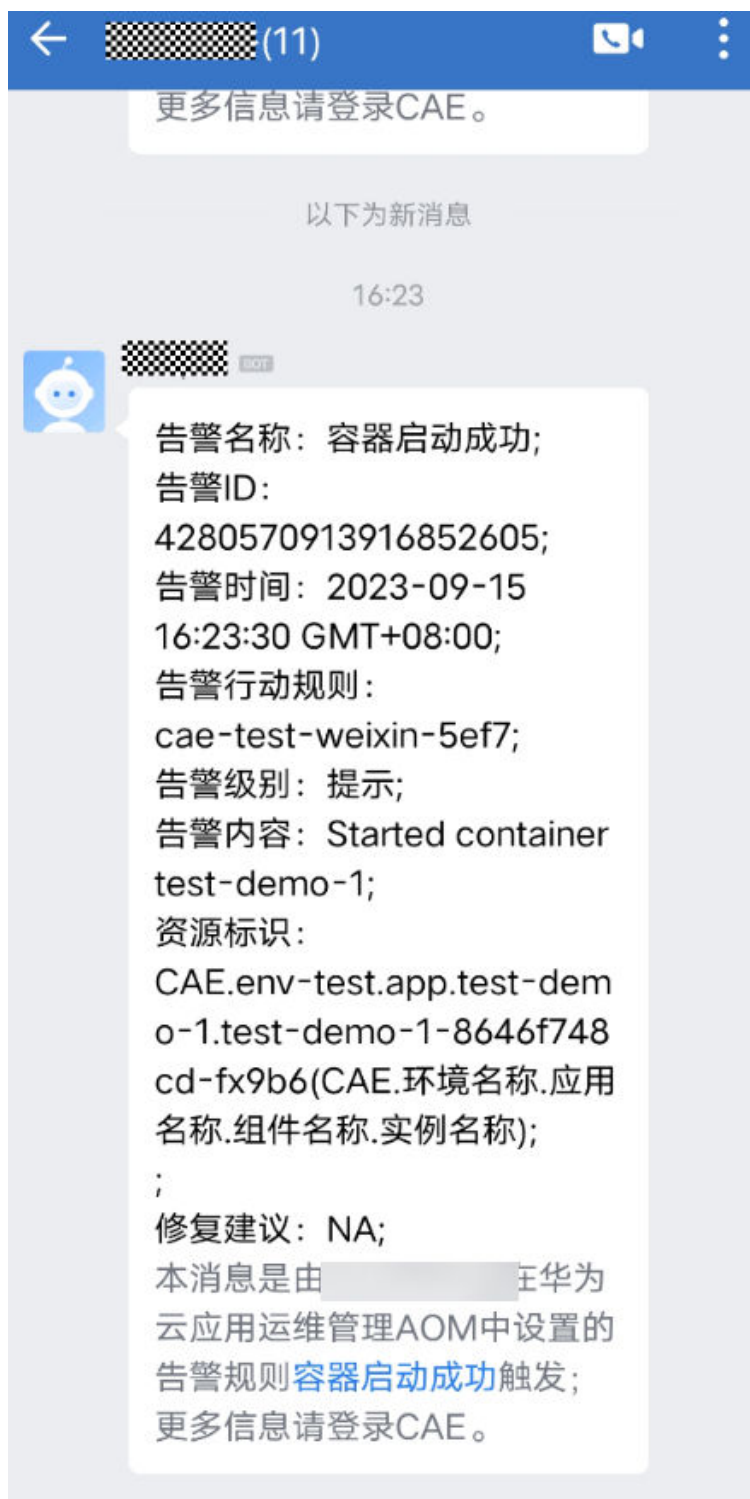 (11)
更多信息请登录CAE。
以下为新消息
16:23
BOT
告警名称：容器启动成功;
告警ID：
4280570913916852605;
告警时间：2023-09-15
16:23:30 GMT+08:00;
告警行动规则：
cae-test-weixin-5ef7;
告警级别：提示;
告警内容：Started container
test-demo-1;
资源标识：
CAE.env-test.app.test-dem
o-1.test-demo-1-8646f748
cd-fx9b6(CAE.环境名称.应用
名称.组件名称.实例名称);
;
修复建议：NA;
本消息是由 在华为
云应用运维管理AOM中设置的
告警规则容器启动成功触发；
更多信息请登录CAE。